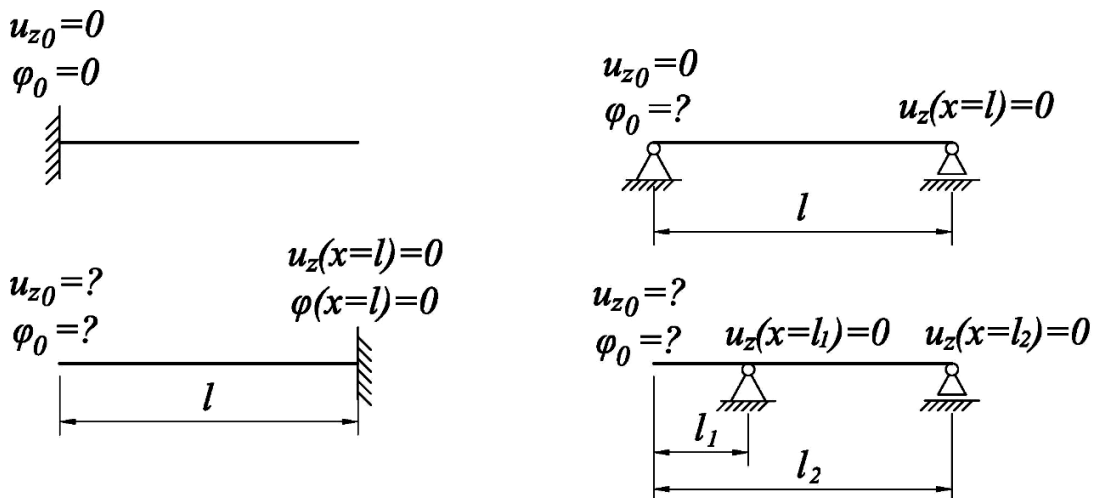 u_z0=0
φ_0=0
u_z0=0
φ_0=?
u_z(x=l)=0
l
u_z0=?
φ_0=?
u_z(x=l)=0
φ(x=l)=0
l
u_z0=?
φ_0=?
u_z(x=l_1)=0
u_z(x=l_2)=0
l_1
l_2